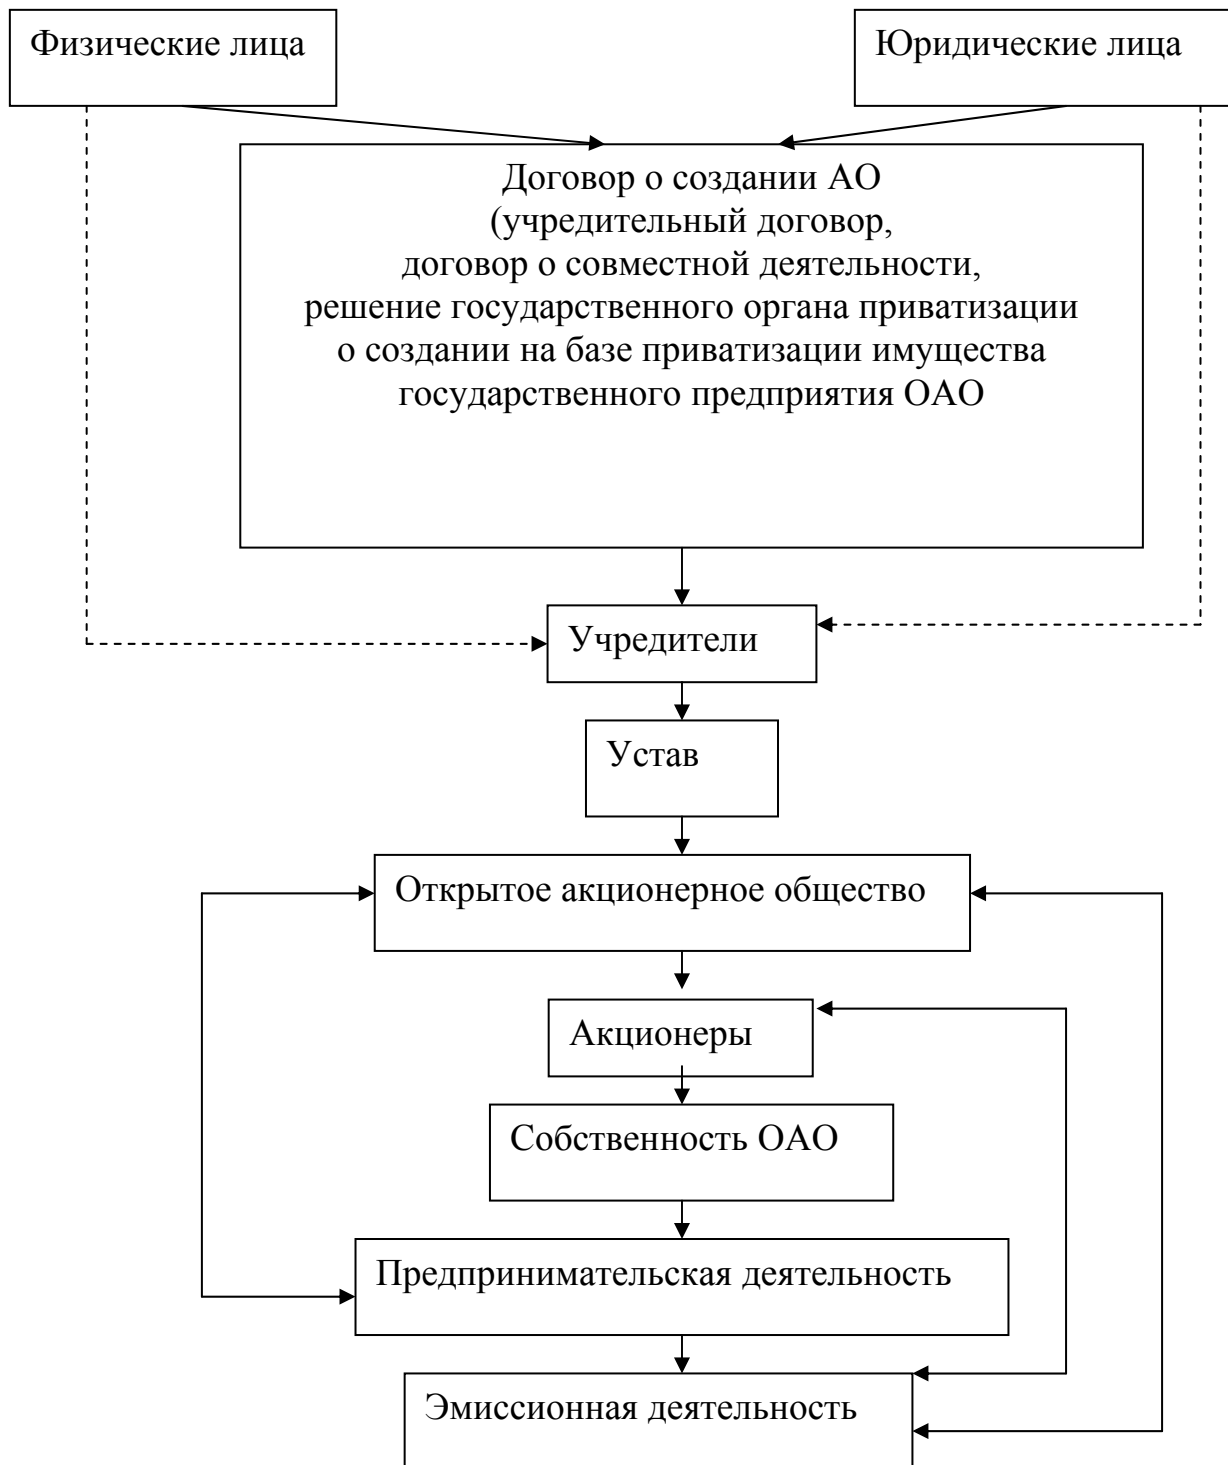 Физические лица
Юридические лица
Договор о создании АО
(учредительный договор,
договор о совместной деятельности,
решение государственного органа приватизации
о создании на базе приватизации имущества
государственного предприятия ОАО
Учредители
Устав
Открытое акционерное общество
Акционеры
Собственность ОАО
Предпринимательская деятельность
Эмиссионная деятельность